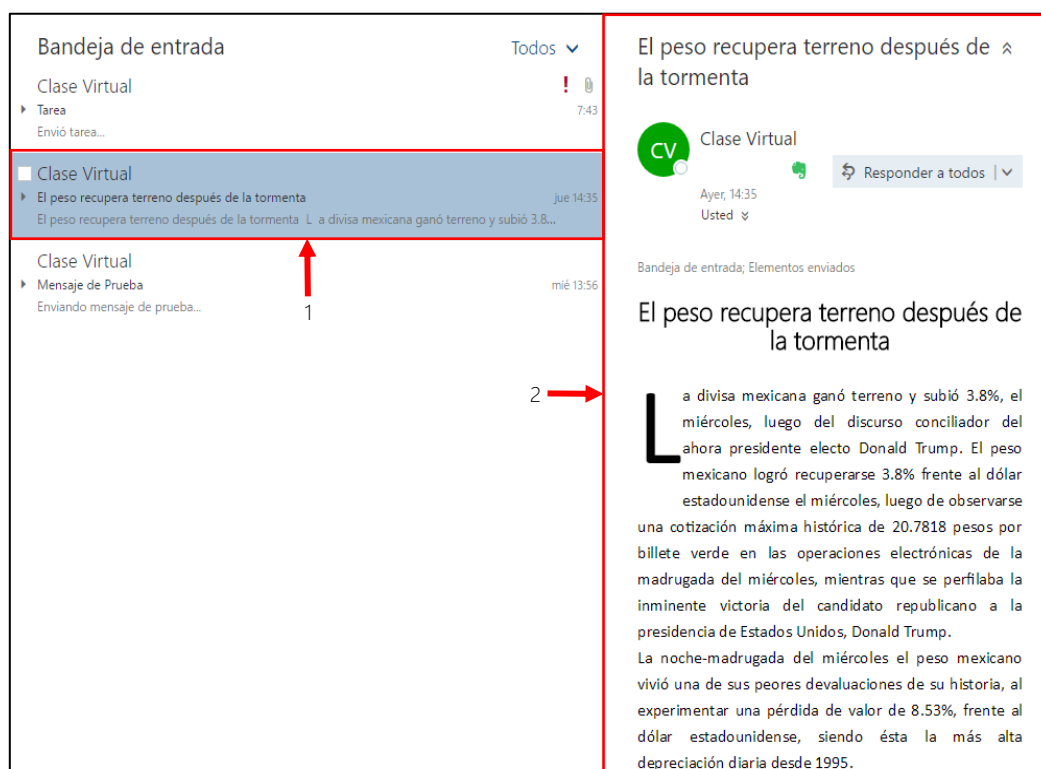 Bandeja de entrada
Todos
Clase Virtual
!
Tarea
7:43
Envió tarea...
Clase Virtual
El peso recupera terreno después de la tormenta
jue 14:35
El peso recupera terreno después de la tormenta L a divisa mexicana ganó terreno y subió 3.8...
1
Clase Virtual
Mensaje de Prueba
mié 13:56
Enviando mensaje de prueba...
2
El peso recupera terreno después de
la tormenta
CV
Clase Virtual
Responder a todos
Ayer, 14:35
Usted
Bandeja de entrada; Elementos enviados
El peso recupera terreno después de
la tormenta
La divisa mexicana ganó terreno y subió 3.8%, el
miércoles, luego del discurso conciliador del
ahora presidente electo Donald Trump. El peso
mexicano logró recuperarse 3.8% frente al dólar
estadounidense el miércoles, luego de observarse
una cotización máxima histórica de 20.7818 pesos por
billete verde en las operaciones electrónicas de la
madrugada del miércoles, mientras que se perfilaba la
inminente victoria del candidato republicano a la
presidencia de Estados Unidos, Donald Trump.
La noche-madrugada del miércoles el peso mexicano
vivió una de sus peores devaluaciones de su historia, al
experimentar una pérdida de valor de 8.53%, frente al
dólar estadounidense, siendo ésta la más alta
depreciación diaria desde 1995.